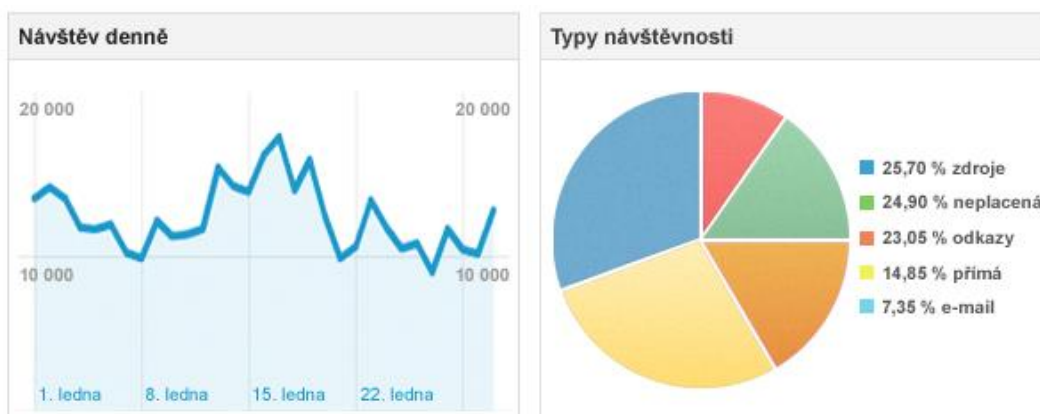 Návštěv denně
20 000
20 000
10 000
10 000
1. ledna
8. ledna
15. ledna
22. ledna
Typy návštěvnosti
25,70 % zdroje
24,90 % neplacená
23,05 % odkazy
14,85 % přímá
7,35 % e-mail